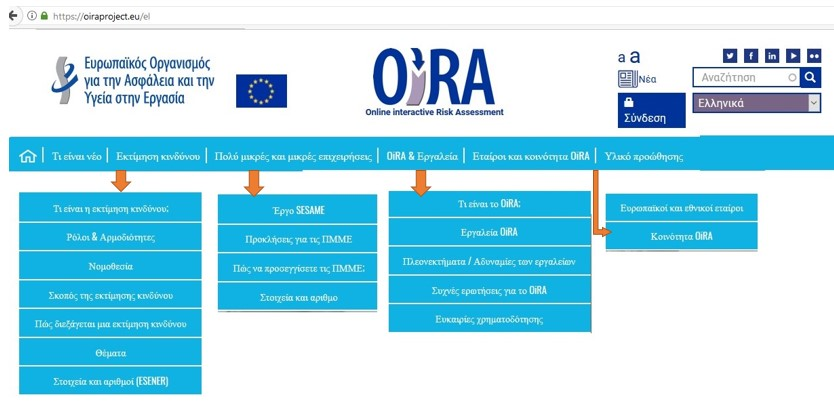 https://oiraproject.eu/el
Ευρωπαϊκός Οργανισμός
για την Ασφάλεια και την
Υγεία στην Εργασία
OiRA
Online interactive Risk Assessment
a a
Νέα
Σύνδεση
Αναζήτηση
Ελληνικά
Τι είναι νέο
Εκτίμηση κινδύνου
Πολύ μικρές και μικρές επιχειρήσεις
OiRA & Εργαλεία
Εταίροι και κοινότητα OiRA
Υλικό προώθησης
Τι είναι η εκτίμηση κινδύνου;
Ρόλοι & Αρμοδιότητες
Νομοθεσία
Σκοπός της εκτίμησης κινδύνου
Πώς διεξάγεται μια εκτίμηση κινδύνου
Θέματα
Στοιχεία και αριθμοί (ESENER)
Έργο SESAME
Προκλήσεις για τις ΠΜΜΕ
Πώς να προσεγγίσετε τις ΠΜΜΕ;
Στοιχεία και αριθμο
Τι είναι το OiRA;
Εργαλεία OiRA
Πλεονεκτήματα / Αδυναμίες των εργαλείων
Συχνές ερωτήσεις για το OiRA
Ευκαιρίες χρηματοδότησης
Ευρωπαϊκοί και εθνικοί εταίροι
Κοινότητα OiRA